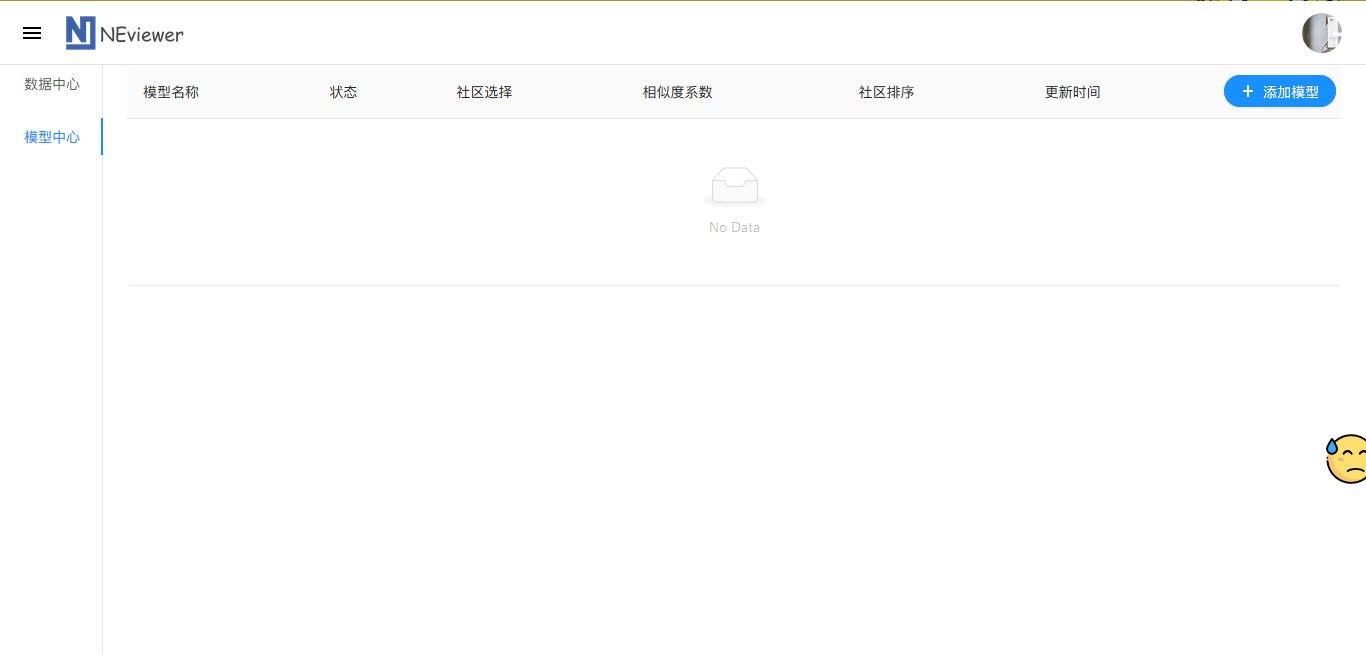 NEviewer
数据中心
模型中心
模型名称 状态 社区选择 相似度系数 社区排序 更新时间 + 添加模型
No Data